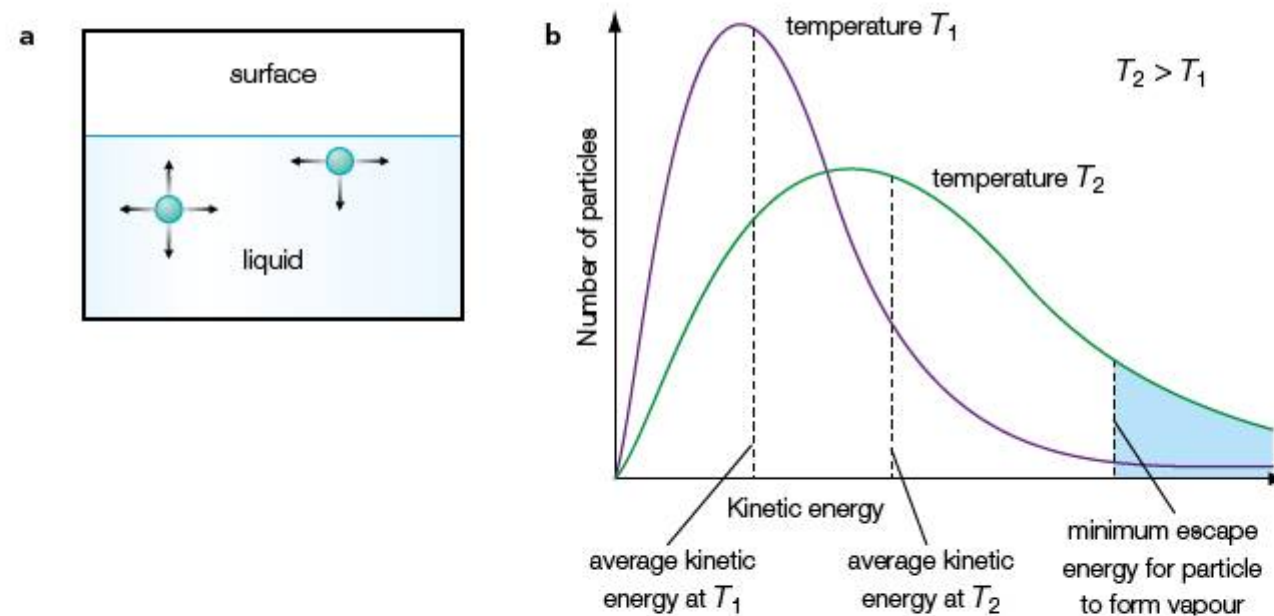 a
surface
liquid
b
temperature T₁
T₂ > T₁
temperature T₂
Number of particles
Kinetic energy
average kinetic
energy at T₁
average kinetic
energy at T₂
minimum escape
energy for particle
to form vapour